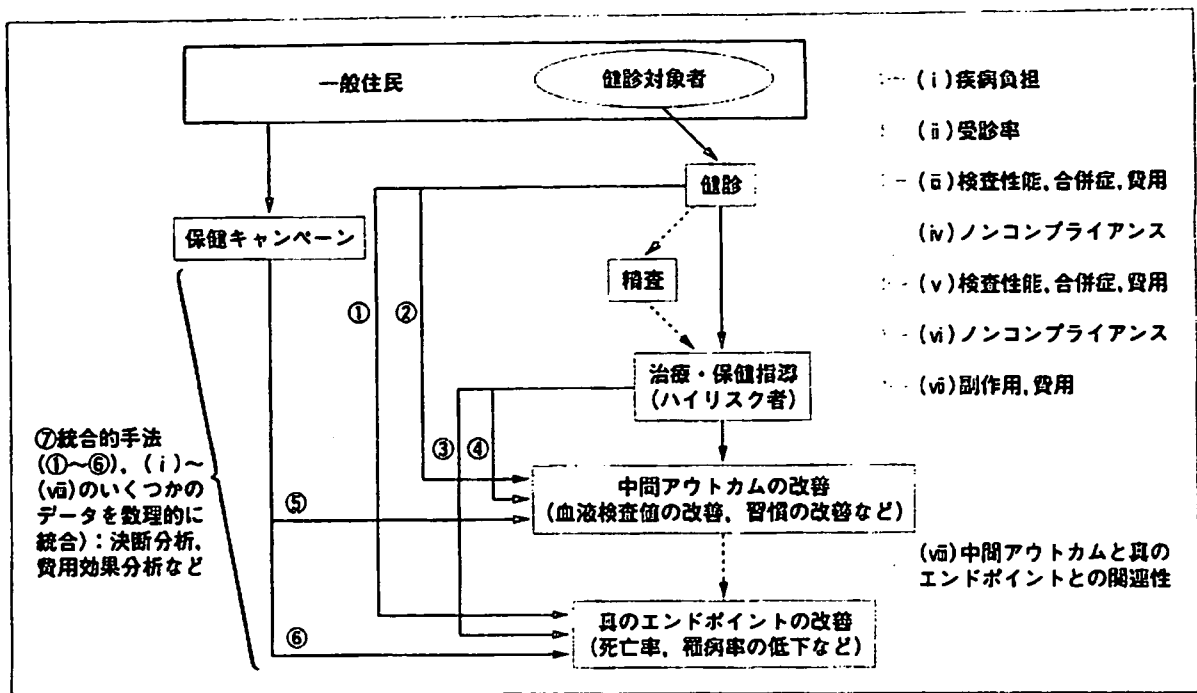 一般住民
健診対象者
健診
保健キャンペーン
精査
①
②
治療・保健指導
(ハイリスク者)
③
④
中間アウトカムの改善
(血液検査値の改善, 習慣の改善など)
⑤
真のエンドポイントの改善
(死亡率, 罹病率の低下など)
⑥
⑦統合的手法
(①〜⑥), (ⅰ)〜
(ⅶ)のいくつかの
データを数理的に
統合):決断分析,
費用効果分析など
(ⅰ)疾病負担
(ⅱ)受診率
検査性能, 合併症, 費用
(ⅳ)ノンコンプライアンス
(ⅴ)検査性能, 合併症, 費用
(ⅵ)ノンコンプライアンス
(ⅶ)副作用, 費用
中間アウトカムと真の
エンドポイントとの関連性